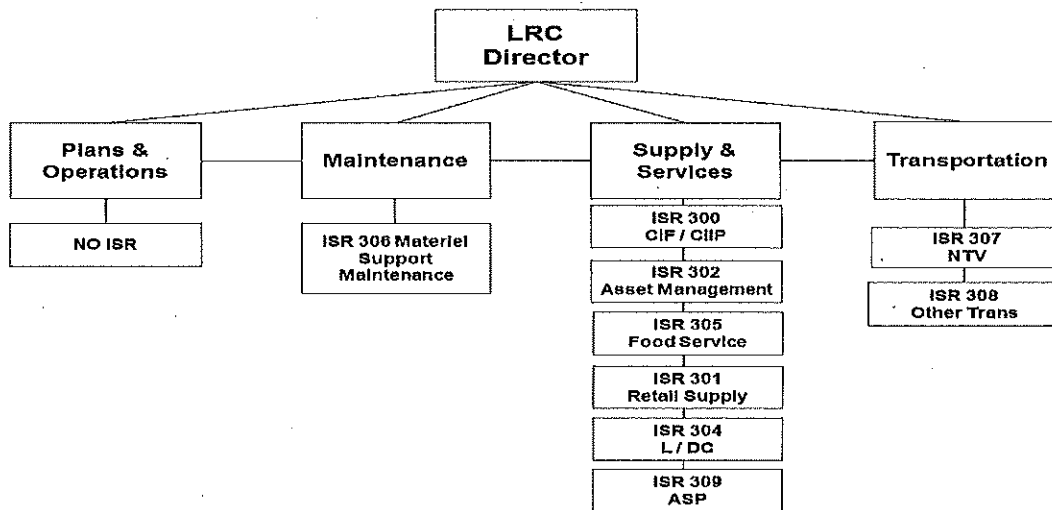 LRC
Director
Plans &
Operations
Maintenance
Supply &
Services
Transportation
NO ISR
ISR 306 Materiel
Support
Maintenance
ISR 300
CIF / CIIP
ISR 302
Asset Management
ISR 305
Food Service
ISR 301
Retail Supply
ISR 304
L / DC
ISR 309
ASP
ISR 307
NTV
ISR 308
Other Trans